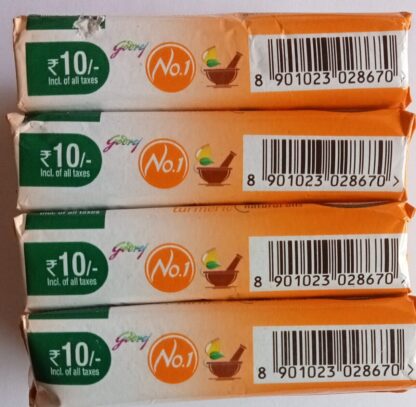 ₹10/-
Incl. of all taxes
Godrej
No.1
8 901023 028670 >
₹10/-
Incl. of all taxes
Godrej
No.1
8 901023 028670 >
turmeric
₹10/-
Incl. of all taxes
Godrej
No.1
8 901023 028670 >
₹10/-
Incl. of all taxes
Godrej
No.1
8 901023 028670 >